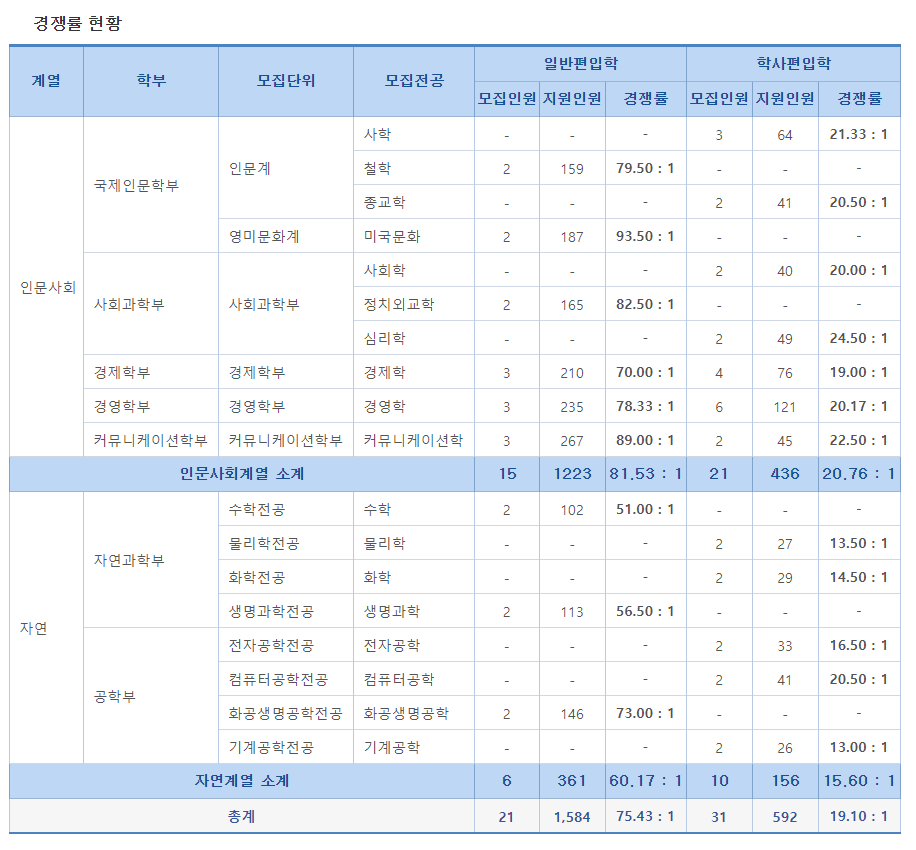 경쟁률 현황
계열 학부 모집단위 모집전공 일반편입학 학사편입학
모집인원 지원인원 경쟁률 모집인원 지원인원 경쟁률
인문사회 국제인문학부 인문계 사학 - - - 3 64 21.33 : 1
철학 2 159 79.50 : 1 - - -
종교학 - - - 2 41 20.50 : 1
영미문화계 미국문화 2 187 93.50 : 1 - - -
사회과학부 사회과학부 사회학 - - - 2 40 20.00 : 1
정치외교학 2 165 82.50 : 1 - - -
심리학 - - - 2 49 24.50 : 1
경제학부 경제학부 경제학 3 210 70.00 : 1 4 76 19.00 : 1
경영학부 경영학부 경영학 3 235 78.33 : 1 6 121 20.17 : 1
커뮤니케이션학부 커뮤니케이션학부 커뮤니케이션학 3 267 89.00 : 1 2 45 22.50 : 1
인문사회계열 소계 15 1223 81.53 : 1 21 436 20.76 : 1
자연 자연과학부 수학전공 수학 2 102 51.00 : 1 - - -
물리학전공 물리학 - - - 2 27 13.50 : 1
화학전공 화학 - - - 2 29 14.50 : 1
생명과학전공 생명과학 2 113 56.50 : 1 - - -
공학부 전자공학전공 전자공학 - - - 2 33 16.50 : 1
컴퓨터공학전공 컴퓨터공학 - - - 2 41 20.50 : 1
화공생명공학전공 화공생명공학 2 146 73.00 : 1 - - -
기계공학전공 기계공학 - - - 2 26 13.00 : 1
자연계열 소계 6 361 60.17 : 1 10 156 15.60 : 1
총계 21 1,584 75.43 : 1 31 592 19.10 : 1